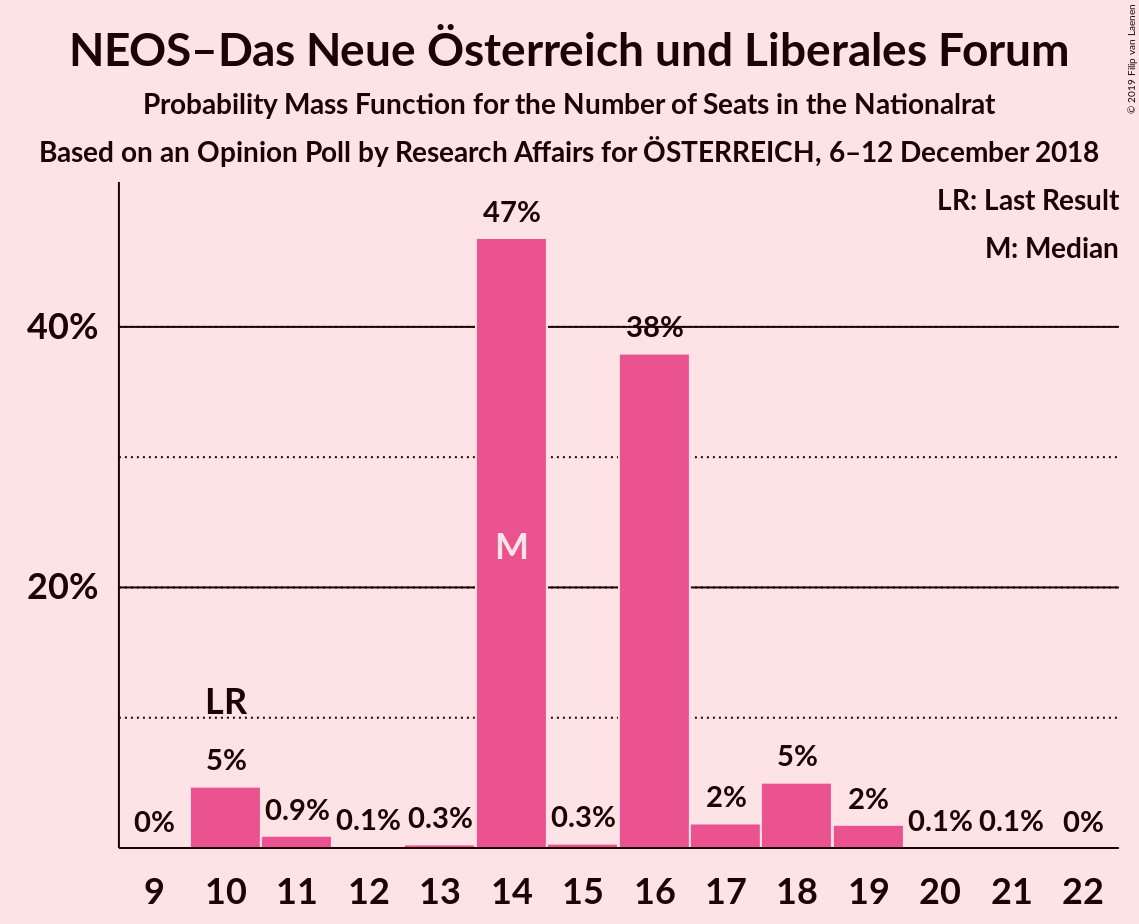 NEOS–Das Neue Österreich und Liberales Forum
Probability Mass Function for the Number of Seats in the Nationalrat
Based on an Opinion Poll by Research Affairs for ÖSTERREICH, 6–12 December 2018
© 2019 Filip van Laenen
LR: Last Result
M: Median
47%
40%
38%
M
20%
LR
5%
5%
0%
0.9%
0.1%
0.3%
0.3%
2%
2%
0.1%
0.1%
0%
9 10 11 12 13 14 15 16 17 18 19 20 21 22